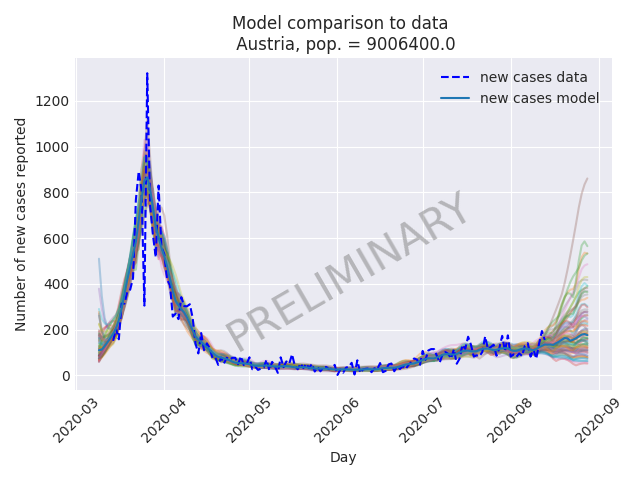 Model comparison to data
Austria, pop. = 9006400.0
new cases data
new cases model
Number of new cases reported
1200
1000
800
600
400
200
0
PRELIMINARY
2020-03
2020-04
2020-05
2020-06
2020-07
2020-08
2020-09
Day